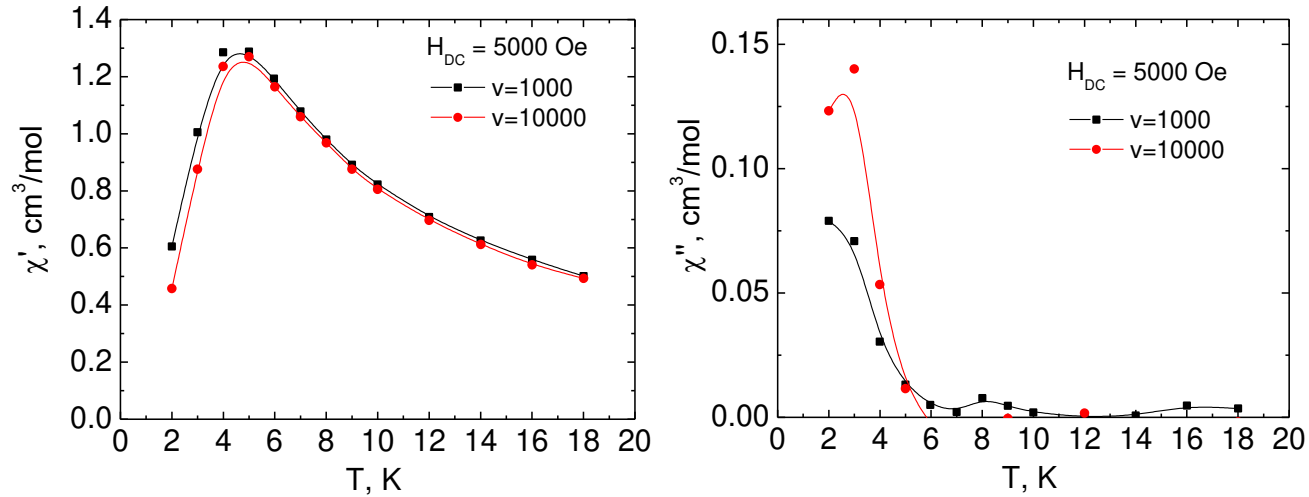 1.4
1.2
1.0
0.8
0.6
0.4
0.2
0.0
χ', cm³/mol
H_DC = 5000 Oe
v=1000
v=10000
0 2 4 6 8 10 12 14 16 18 20
T, K
0.15
0.10
0.05
0.00
χ", cm³/mol
H_DC = 5000 Oe
v=1000
v=10000
0 2 4 6 8 10 12 14 16 18 20
T, K